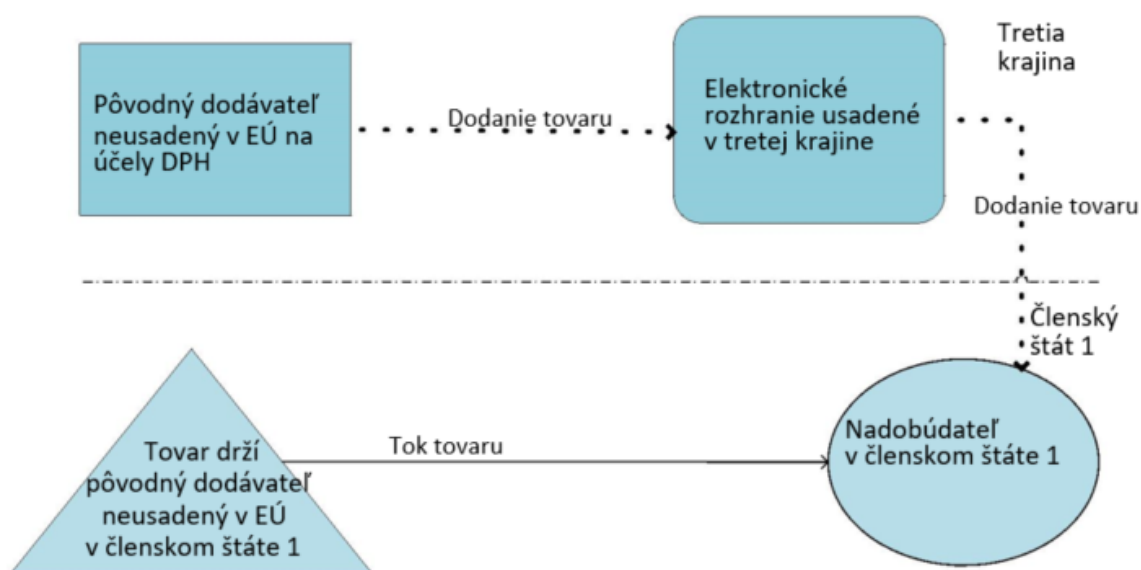 Tretia
krajina
Pôvodný dodávateľ
neusadený v EÚ na
účely DPH
Dodanie tovaru
Elektronické
rozhranie usadené
v tretej krajine
Dodanie tovaru
Členský
štát 1
Tovar drží
pôvodný dodávateľ
neusadený v EÚ
v členskom štáte 1
Tok tovaru
Nadobúdateľ
v členskom štáte 1